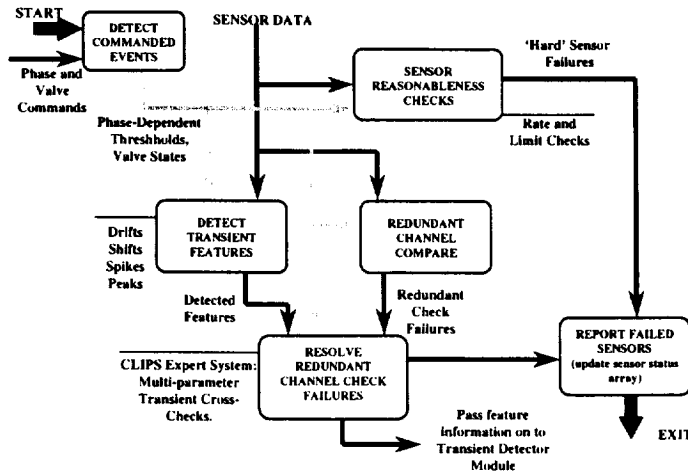 START
DETECT
COMMANDED
EVENTS
Phase and
Valve
Commands
SENSOR DATA
SENSOR
REASONABLENESS
CHECKS
'Hard' Sensor
Failures
Rate and
Limit Checks
Phase-Dependent
Threshholds,
Valve States
DETECT
TRANSIENT
FEATURES
Drifts
Shifts
Spikes
Peaks
REDUNDANT
CHANNEL
COMPARE
Detected
Features
Redundant
Check
Failures
CLIPS Expert System:
Multi-parameter
Transient Cross-
Checks.
RESOLVE
REDUNDANT
CHANNEL CHECK
FAILURES
REPORT FAILED
SENSORS
(update sensor status
array)
Pass feature
information on to
Transient Detector
Module
EXIT